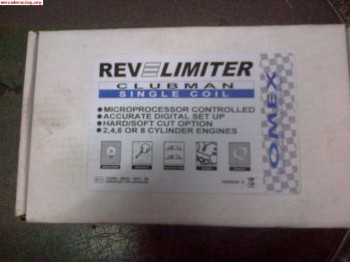 mercadoracing.org
REV LIMITER
CLUBMAN
SINGLE COIL
• MICROPROCESSOR CONTROLLED
• ACCURATE DIGITAL SET UP
• HARD/SOFT CUT OPTION
• 2,4,6 OR 8 CYLINDER ENGINES
OMEX